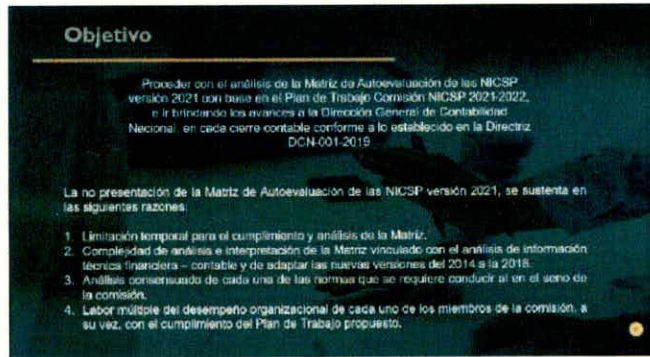 Objetivo
Proceder con el análisis de la Matriz de Autoevaluación de las NICSP
versión 2021 con base en el Plan de Trabajo Comisión NICSP 2021-2022,
e ir brindando los avances a la Dirección General de Contabilidad
Nacional, en cada cierre contable conforme a lo establecido en la Directriz
DCN-001-2019
La no presentación de la Matriz de Autoevaluación de las NICSP versión 2021, se sustenta en
las siguientes razones:
1. Limitación temporal para el cumplimiento y análisis de la Matriz.
2. Complejidad de análisis e interpretación de la Matriz vinculado con el análisis de información
técnica financiera – contable y de adaptar las nuevas versiones del 2014 a la 2018.
3. Análisis consensuado de cada una de las normas que se requiere conducir al en el seno de
la comisión.
4. Labor múltiple del desempeño organizacional de cada uno de los miembros de la comisión, a
su vez, con el cumplimiento del Plan de Trabajo propuesto.